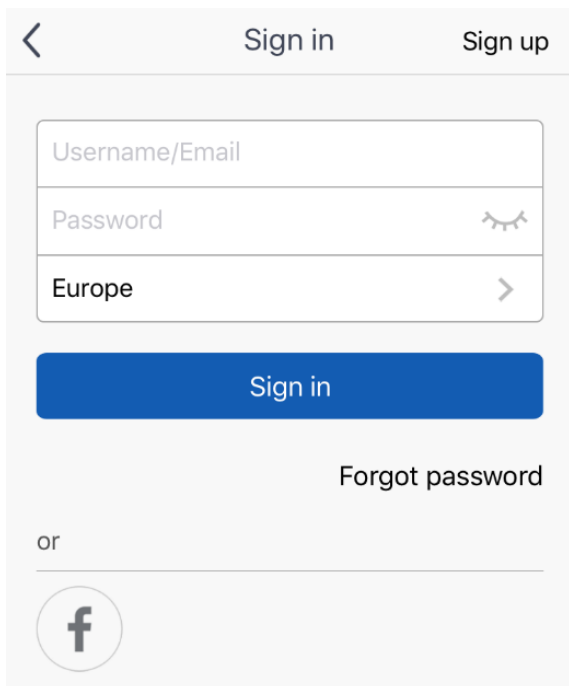 Sign in
Sign up
Username/Email
Password
Europe
Sign in
Forgot password
or
f